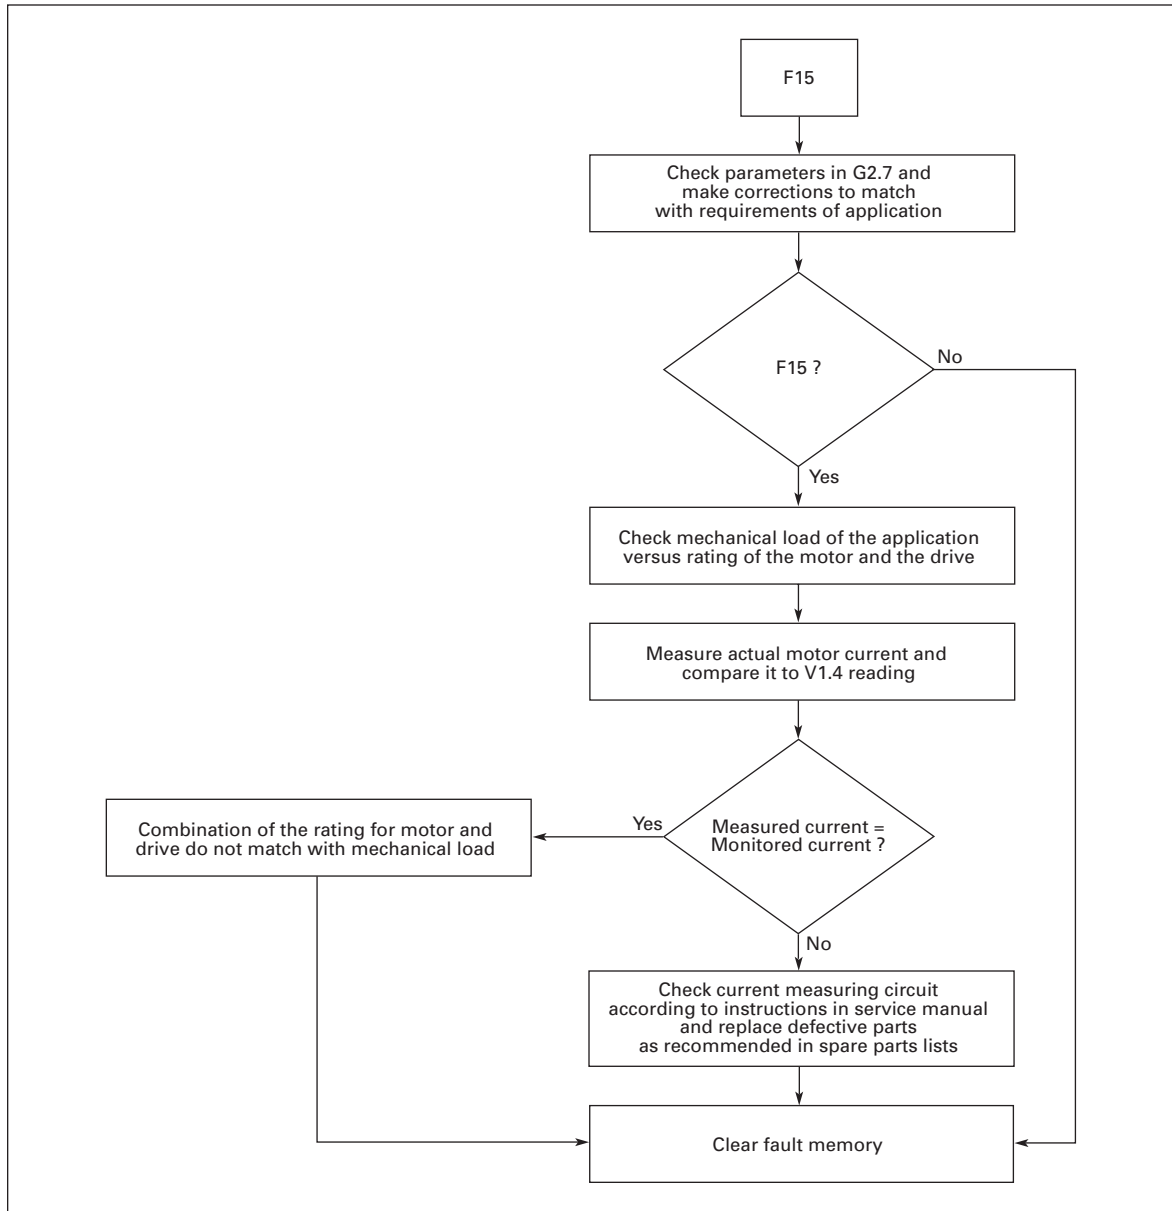 F15
Check parameters in G2.7 and
make corrections to match
with requirements of application
F15 ?
No
Yes
Check mechanical load of the application
versus rating of the motor and the drive
Measure actual motor current and
compare it to V1.4 reading
Measured current =
Monitored current ?
Yes
Combination of the rating for motor and
drive do not match with mechanical load
No
Check current measuring circuit
according to instructions in service manual
and replace defective parts
as recommended in spare parts lists
Clear fault memory